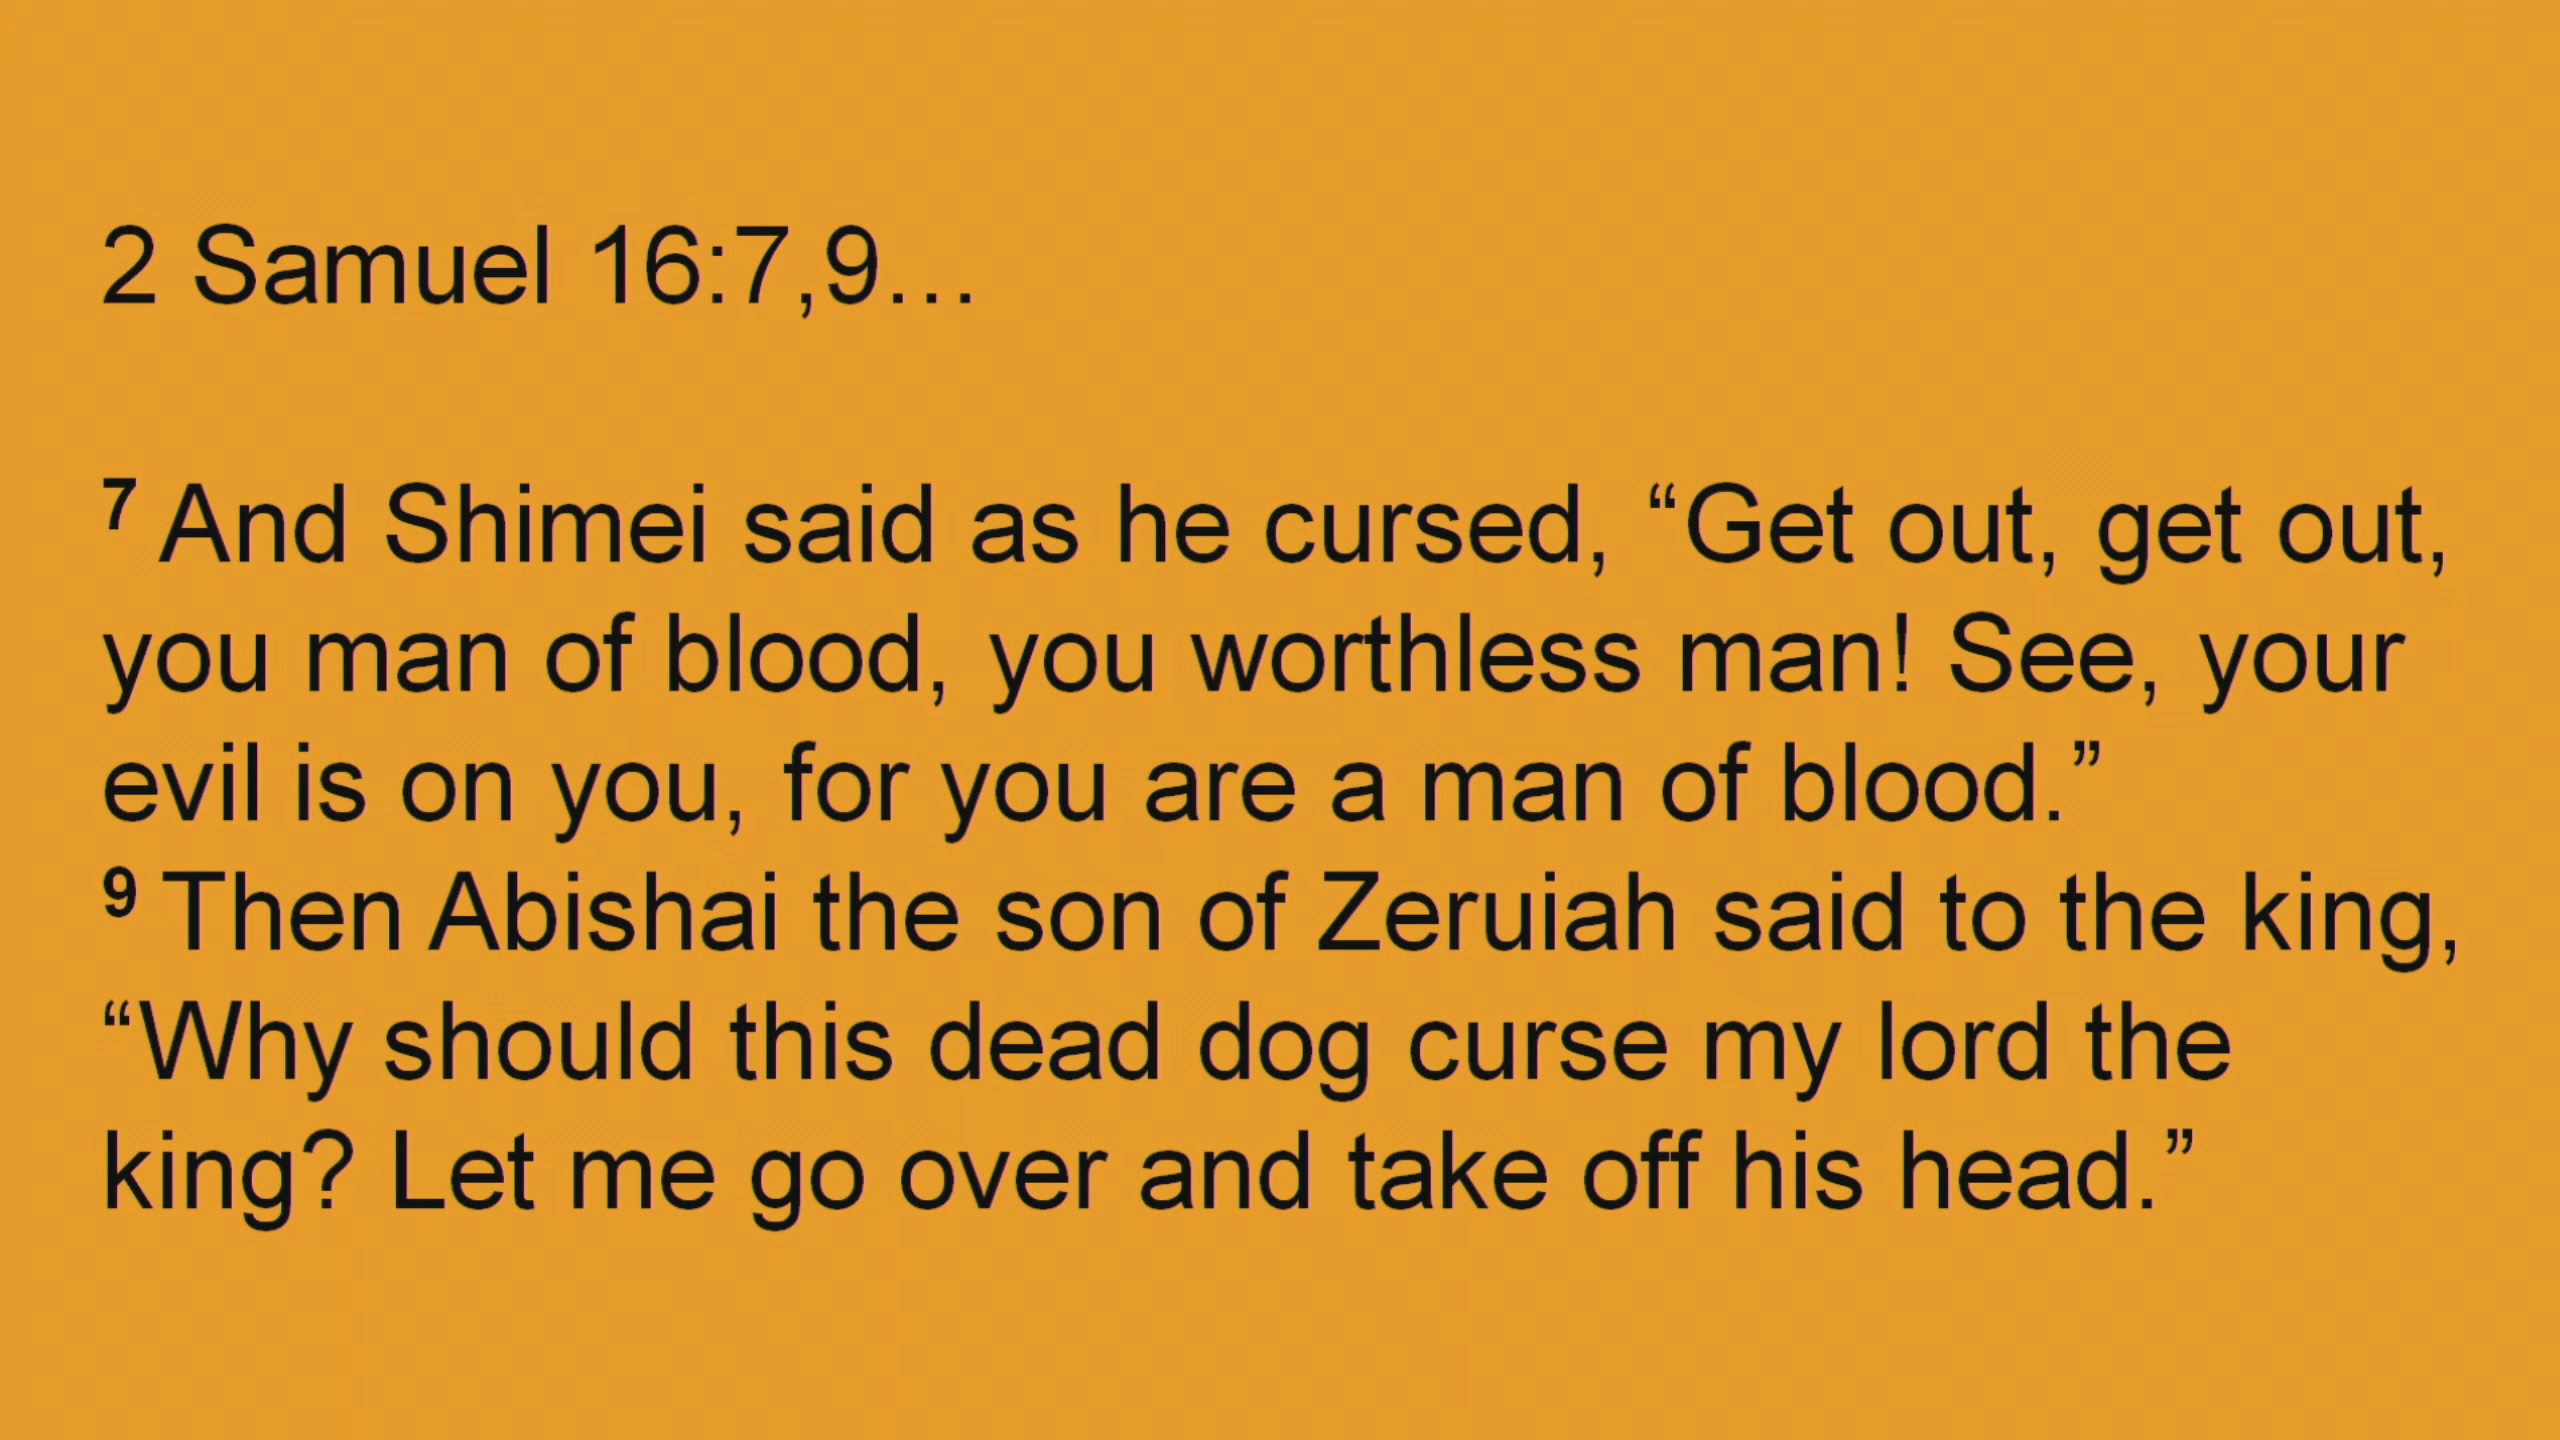 2 Samuel 16:7,9…
7 And Shimei said as he cursed, “Get out, get out,
you man of blood, you worthless man! See, your
evil is on you, for you are a man of blood.”
9 Then Abishai the son of Zeruiah said to the king,
“Why should this dead dog curse my lord the
king? Let me go over and take off his head.”